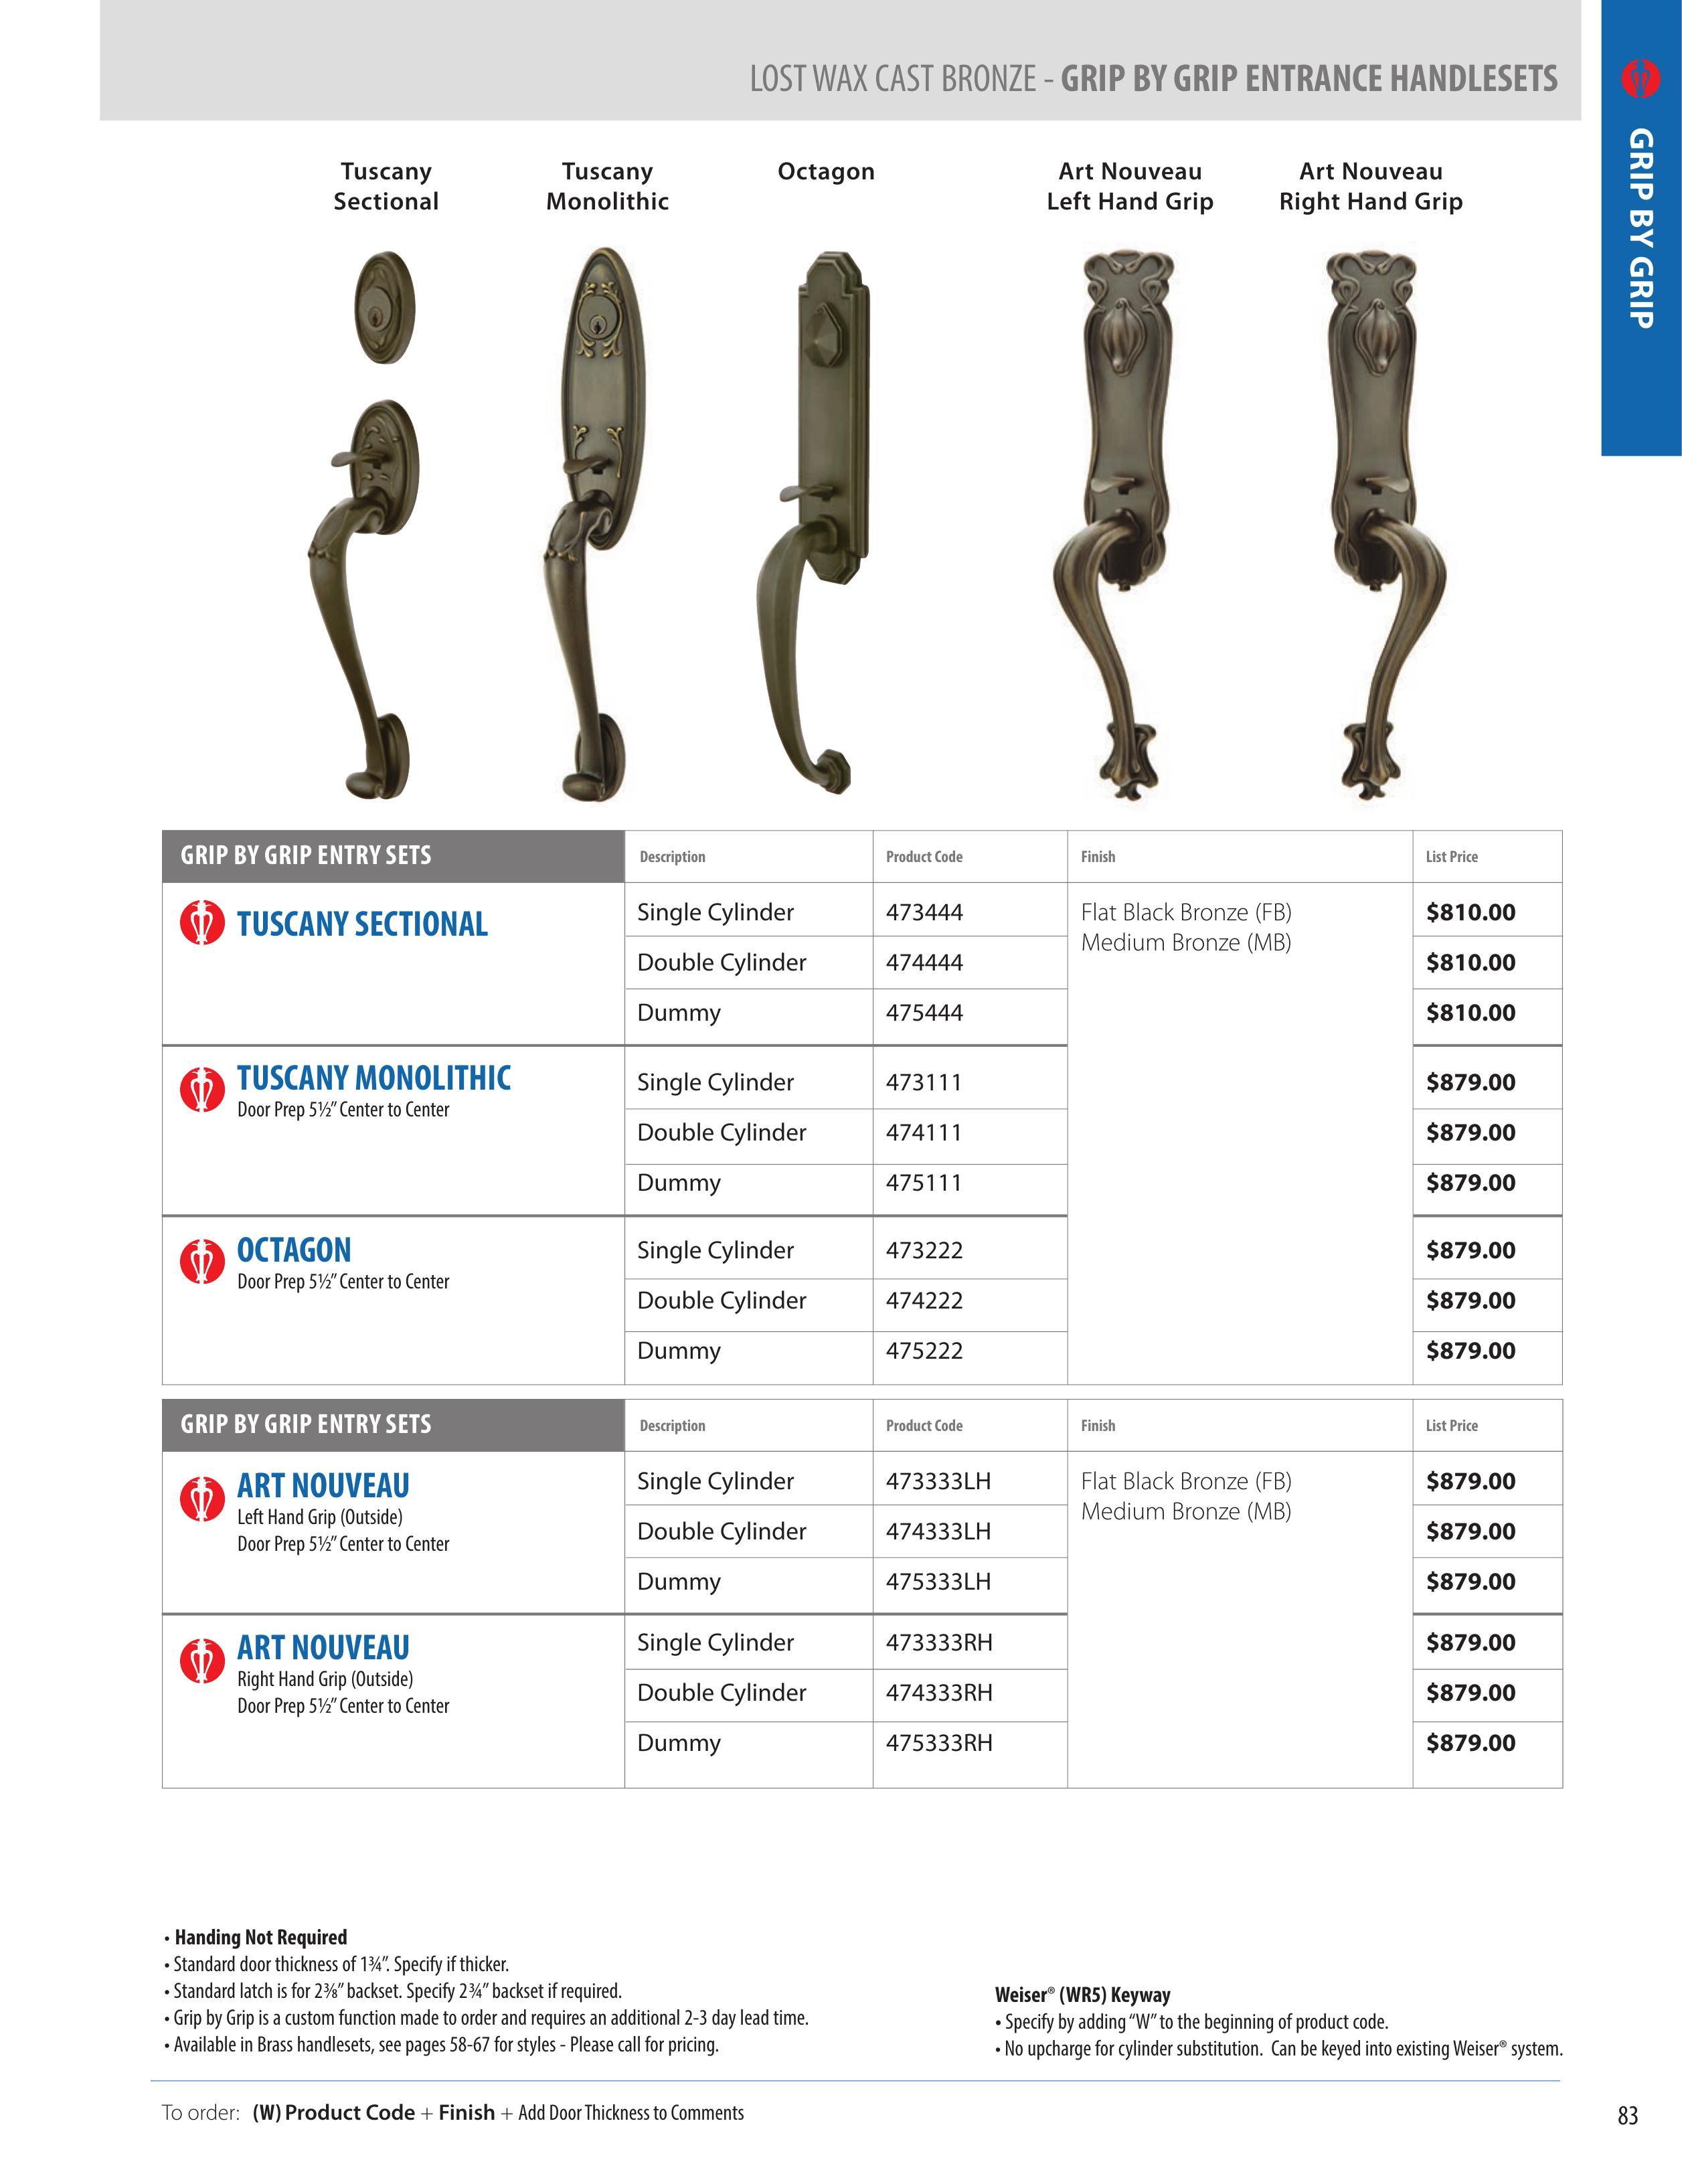 LOST WAX CAST BRONZE - GRIP BY GRIP ENTRANCE HANDLESETS
GRIP BY GRIP
Tuscany
Sectional
Tuscany
Monolithic
Octagon
Art Nouveau
Left Hand Grip
Art Nouveau
Right Hand Grip
GRIP BY GRIP ENTRY SETS Description Product Code Finish List Price
TUSCANY SECTIONAL
Single Cylinder 473444 Flat Black Bronze (FB) $810.00
Medium Bronze (MB)
Double Cylinder 474444 $810.00
Dummy 475444 $810.00
TUSCANY MONOLITHIC
Door Prep 5½” Center to Center
Single Cylinder 473111 $879.00
Double Cylinder 474111 $879.00
Dummy 475111 $879.00
OCTAGON
Door Prep 5½” Center to Center
Single Cylinder 473222 $879.00
Double Cylinder 474222 $879.00
Dummy 475222 $879.00
GRIP BY GRIP ENTRY SETS Description Product Code Finish List Price
ART NOUVEAU
Left Hand Grip (Outside)
Door Prep 5½” Center to Center
Single Cylinder 473333LH Flat Black Bronze (FB) $879.00
Medium Bronze (MB)
Double Cylinder 474333LH $879.00
Dummy 475333LH $879.00
ART NOUVEAU
Right Hand Grip (Outside)
Door Prep 5½” Center to Center
Single Cylinder 473333RH $879.00
Double Cylinder 474333RH $879.00
Dummy 475333RH $879.00
• Handing Not Required
• Standard door thickness of 1¾”. Specify if thicker.
• Standard latch is for 2⅜” backset. Specify 2¾” backset if required.
• Grip by Grip is a custom function made to order and requires an additional 2-3 day lead time.
• Available in Brass handlesets, see pages 58-67 for styles - Please call for pricing.
Weiser® (WR5) Keyway
• Specify by adding “W” to the beginning of product code.
• No upcharge for cylinder substitution. Can be keyed into existing Weiser® system.
To order: (W) Product Code + Finish + Add Door Thickness to Comments
83